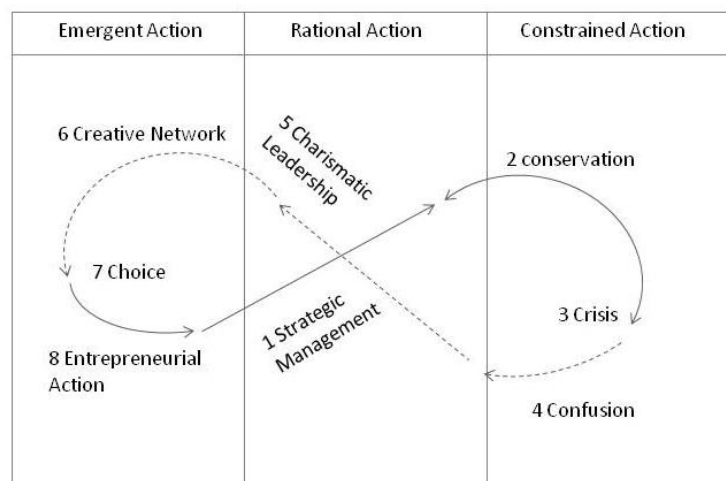 Emergent Action
Rational Action
Constrained Action
6 Creative Network
5 Charismatic
Leadership
2 conservation
7 Choice
1 Strategic
Management
3 Crisis
8 Entrepreneurial
Action
4 Confusion